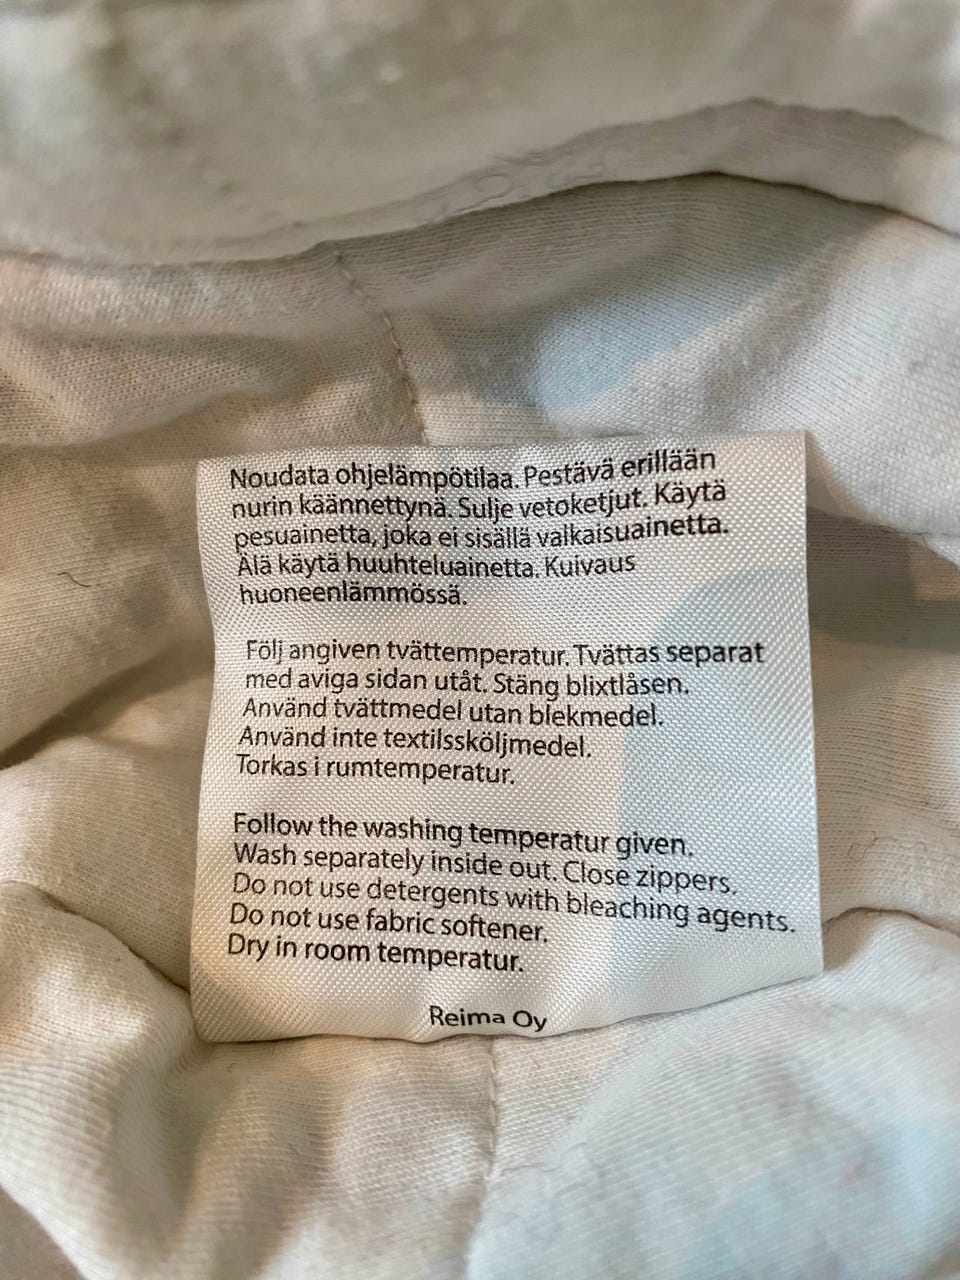 Noudata ohjelämpötilaa. Pestävä erillään
nurin käännettynä. Sulje vetoketjut. Käytä
pesuainetta, joka ei sisällä valkaisuainetta.
Älä käytä huuhteluainetta. Kuivaus
huoneenlämmössä.
Följ angiven tvättemperatur. Tvättas separat
med aviga sidan utåt. Stäng blixtlåsen.
Använd tvättmedel utan blekmedel.
Använd inte textilssköljmedel.
Torkas i rumtemperatur.
Follow the washing temperatur given.
Wash separately inside out. Close zippers.
Do not use detergents with bleaching agents.
Do not use fabric softener.
Dry in room temperatur.
Reima Oy